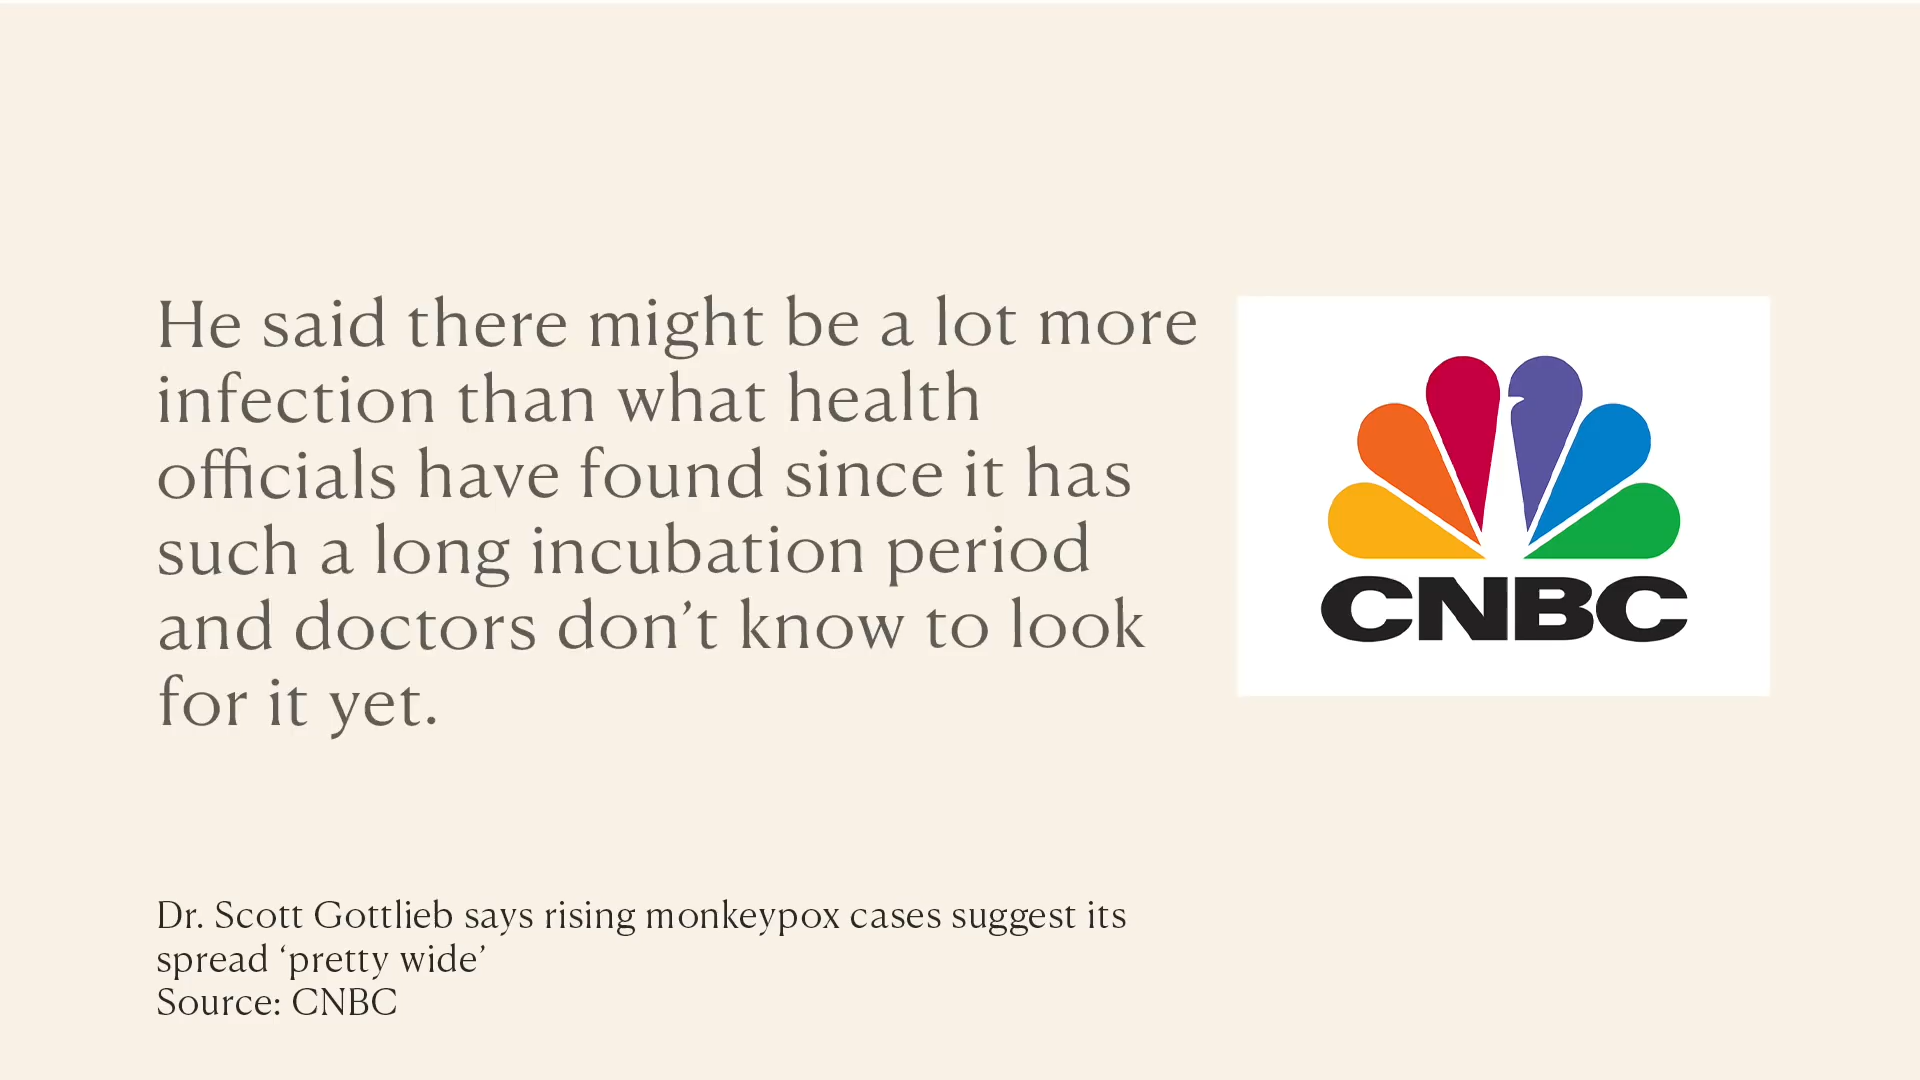 He said there might be a lot more
infection than what health
officials have found since it has
such a long incubation period
and doctors don’t know to look
for it yet.
CNBC
Dr. Scott Gottlieb says rising monkeypox cases suggest its
spread ‘pretty wide’
Source: CNBC